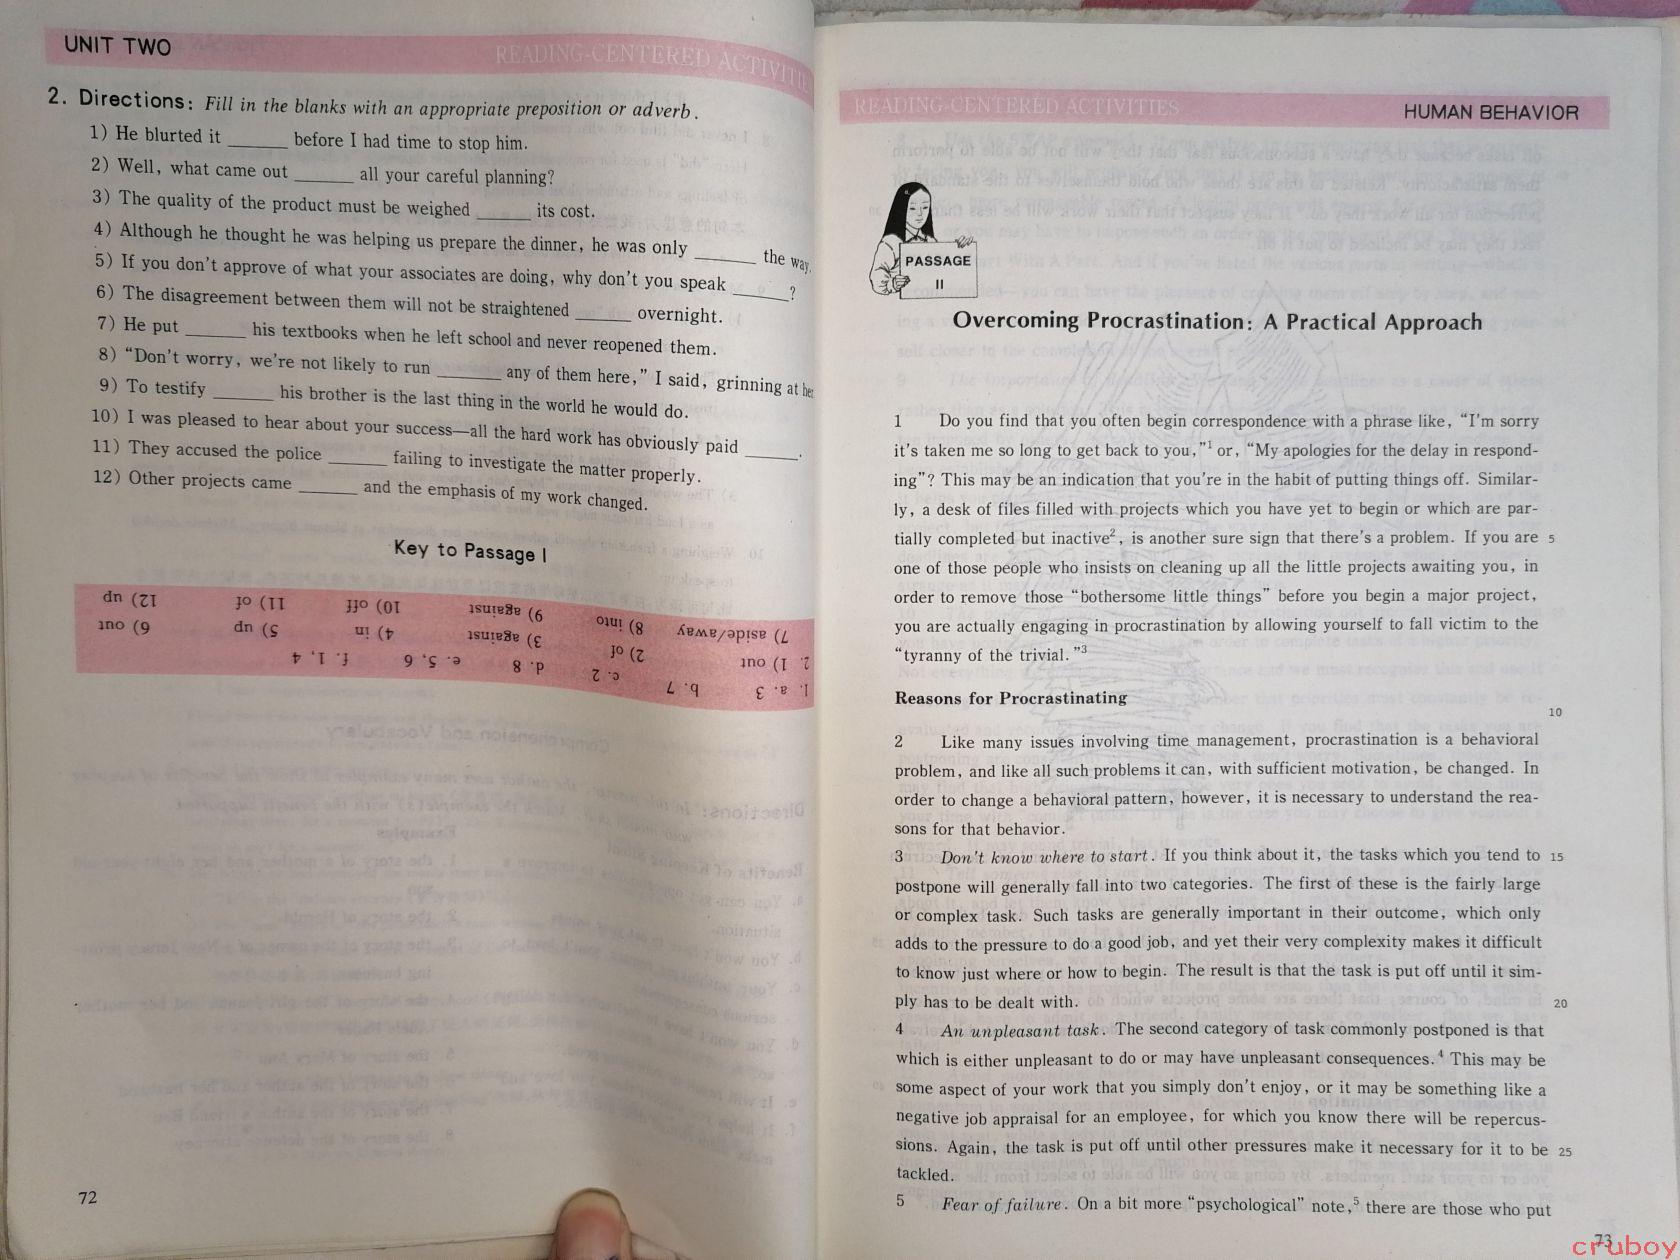 UNIT TWO
READING-CENTERED ACTIVITIE
2. Directions: Fill in the blanks with an appropriate preposition or adverb.
1) He blurted it ______ before I had time to stop him.
2) Well, what came out ______ all your careful planning?
3) The quality of the product must be weighed ______ its cost.
4) Although he thought he was helping us prepare the dinner, he was only ______ the way.
5) If you don't approve of what your associates are doing, why don't you speak ______?
6) The disagreement between them will not be straightened ______ overnight.
7) He put ______ his textbooks when he left school and never reopened them.
8) “Don't worry, we're not likely to run ______ any of them here,” I said, grinning at her
9) To testify ______ his brother is the last thing in the world he would do.
10) I was pleased to hear about your success—all the hard work has obviously paid ______.
11) They accused the police ______ failing to investigate the matter properly.
12) Other projects came ______ and the emphasis of my work changed.
Key to Passage I
1. a. 3 b. 7 c. 2 d. 8 e. 5, 6 f. 1, 4
2. 1) out 2) of 3) against 4) in 5) up 6) out
7) aside/away 8) into 9) against 10) off 11) of 12) up
72
READING-CENTERED ACTIVITIES
HUMAN BEHAVIOR
PASSAGE
II
Overcoming Procrastination: A Practical Approach
1 Do you find that you often begin correspondence with a phrase like, “I'm sorry
it's taken me so long to get back to you,”1 or, “My apologies for the delay in respond-
ing”? This may be an indication that you're in the habit of putting things off. Similar-
ly, a desk of files filled with projects which you have yet to begin or which are par-
tially completed but inactive2, is another sure sign that there's a problem. If you are 5
one of those people who insists on cleaning up all the little projects awaiting you, in
order to remove those “bothersome little things” before you begin a major project,
you are actually engaging in procrastination by allowing yourself to fall victim to the
“tyranny of the trivial.”3
Reasons for Procrastinating
10
2 Like many issues involving time management, procrastination is a behavioral
problem, and like all such problems it can, with sufficient motivation, be changed. In
order to change a behavioral pattern, however, it is necessary to understand the rea-
sons for that behavior.
3 Don't know where to start. If you think about it, the tasks which you tend to 15
postpone will generally fall into two categories. The first of these is the fairly large
or complex task. Such tasks are generally important in their outcome, which only
adds to the pressure to do a good job, and yet their very complexity makes it difficult
to know just where or how to begin. The result is that the task is put off until it sim-
ply has to be dealt with. 20
4 An unpleasant task. The second category of task commonly postponed is that
which is either unpleasant to do or may have unpleasant consequences.4 This may be
some aspect of your work that you simply don't enjoy, or it may be something like a
negative job appraisal for an employee, for which you know there will be repercus-
sions. Again, the task is put off until other pressures make it necessary for it to be 25
tackled.
5 Fear of failure. On a bit more “psychological” note,5 there are those who put
73
cruboy